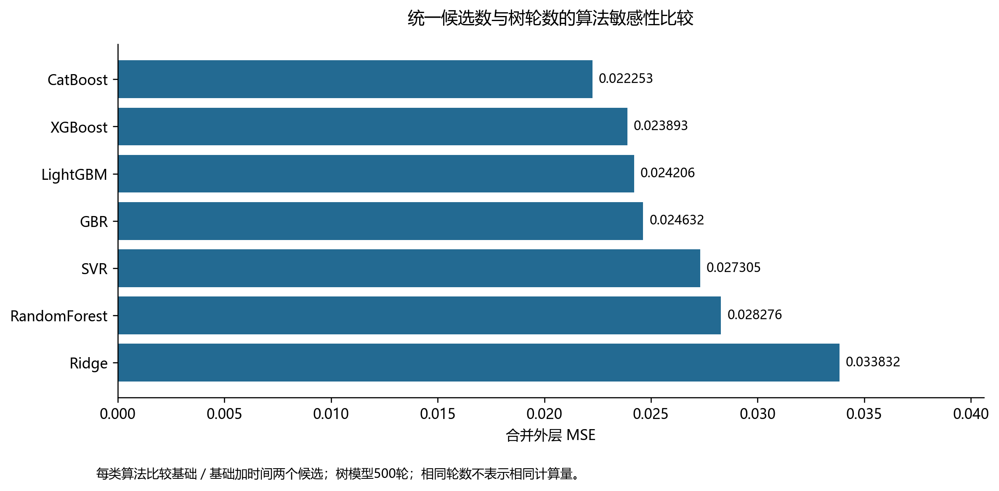 统一候选数与树轮数的算法敏感性比较
CatBoost 0.022253
XGBoost 0.023893
LightGBM 0.024206
GBR 0.024632
SVR 0.027305
RandomForest 0.028276
Ridge 0.033832
0.000 0.005 0.010 0.015 0.020 0.025 0.030 0.035 0.040
合并外层 MSE
每类算法比较基础 / 基础加时间两个候选；树模型500轮；相同轮数不表示相同计算量。